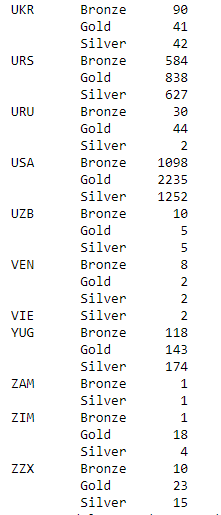 UKR Bronze 90
Gold 41
Silver 42
URS Bronze 584
Gold 838
Silver 627
URU Bronze 30
Gold 44
Silver 2
USA Bronze 1098
Gold 2235
Silver 1252
UZB Bronze 10
Gold 5
Silver 5
VEN Bronze 8
Gold 2
Silver 2
VIE Silver 2
YUG Bronze 118
Gold 143
Silver 174
ZAM Bronze 1
Silver 1
ZIM Bronze 1
Gold 18
Silver 4
ZZX Bronze 10
Gold 23
Silver 15